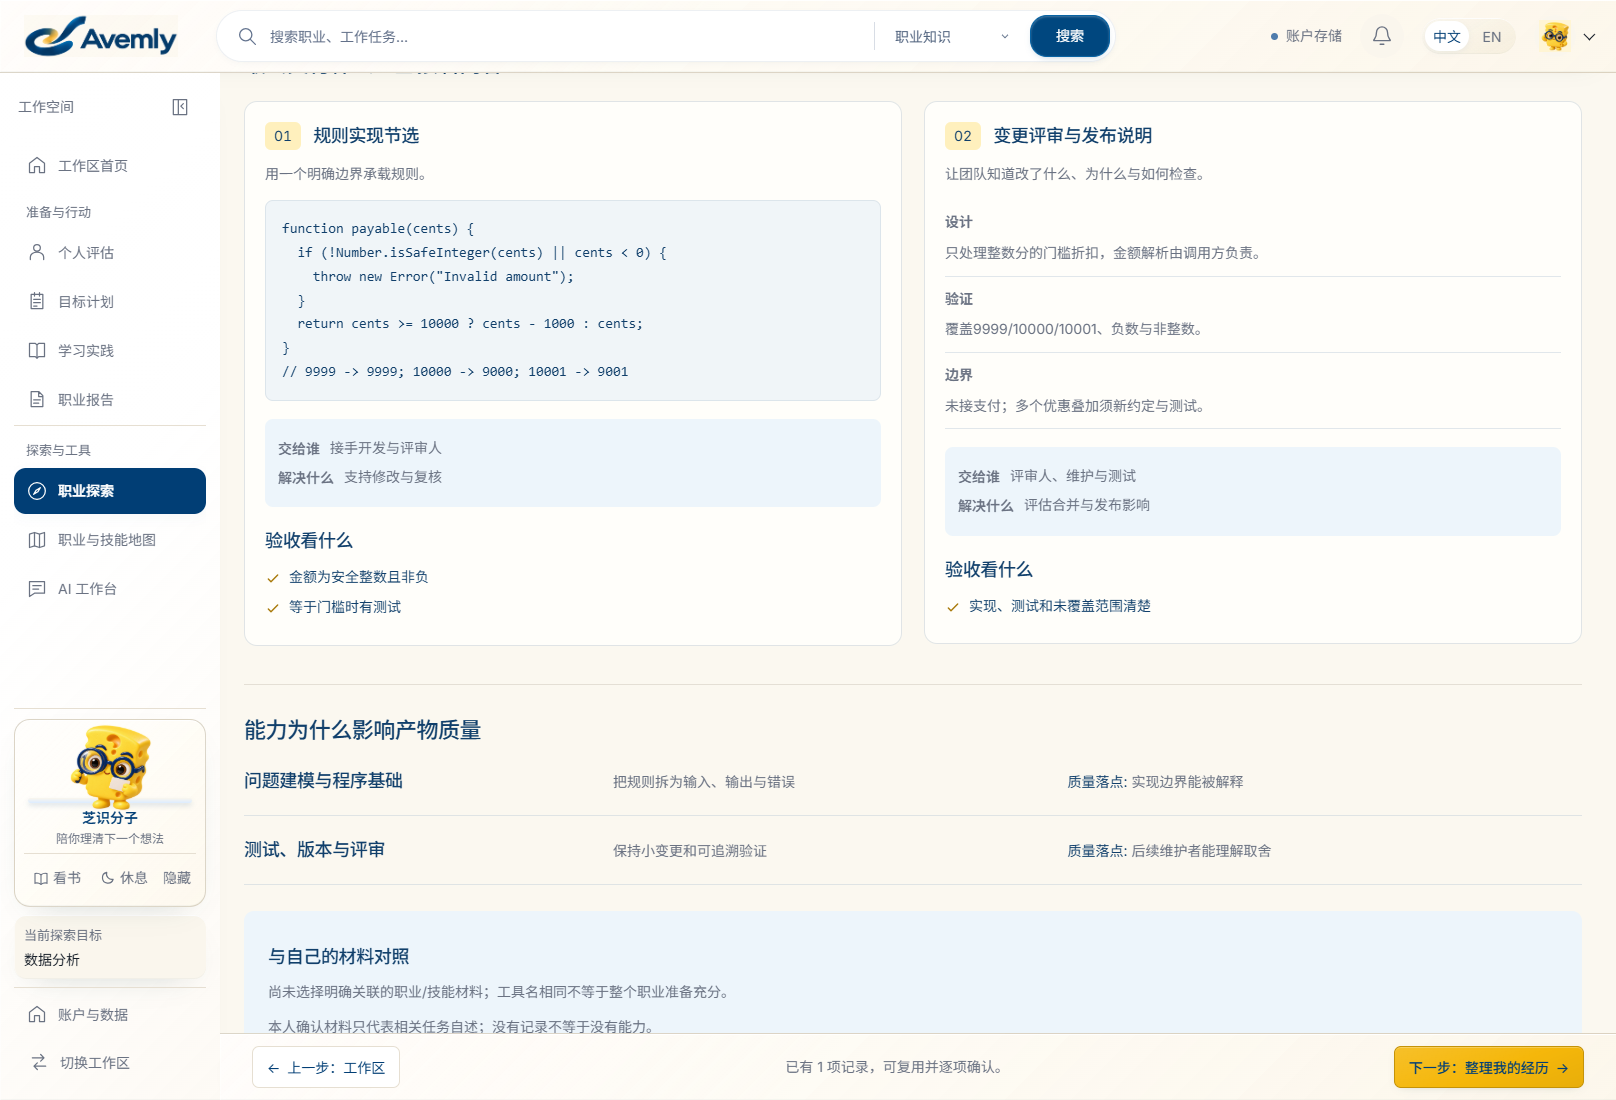 Avemly
搜索职业、工作任务...
职业知识
搜索
账户存储
中文
EN
工作空间
工作区首页
准备与行动
个人评估
目标计划
学习实践
职业报告
探索与工具
职业探索
职业与技能地图
AI 工作台
芝识分子
陪你理清下一个想法
看书
休息
隐藏
当前探索目标
数据分析
账户与数据
切换工作区
01 规则实现节选
用一个明确边界承载规则。
function payable(cents) {
  if (!Number.isSafeInteger(cents) || cents < 0) {
    throw new Error("Invalid amount");
  }
  return cents >= 10000 ? cents - 1000 : cents;
}
// 9999 -> 9999; 10000 -> 9000; 10001 -> 9001
交给谁 接手开发与评审人
解决什么 支持修改与复核
验收看什么
金额为安全整数且非负
等于门槛时有测试
02 变更评审与发布说明
让团队知道改了什么、为什么与如何检查。
设计
只处理整数分的门槛折扣，金额解析由调用方负责。
验证
覆盖9999/10000/10001、负数与非整数。
边界
未接支付；多个优惠叠加须新约定与测试。
交给谁 评审人、维护与测试
解决什么 评估合并与发布影响
验收看什么
实现、测试和未覆盖范围清楚
能力为什么影响产物质量
问题建模与程序基础
把规则拆为输入、输出与错误
质量落点: 实现边界能被解释
测试、版本与评审
保持小变更和可追溯验证
质量落点: 后续维护者能理解取舍
与自己的材料对照
尚未选择明确关联的职业/技能材料；工具名相同不等于整个职业准备充分。
本人确认材料只代表相关任务自述；没有记录不等于没有能力。
← 上一步：工作区
已有 1 项记录，可复用并逐项确认。
下一步：整理我的经历 →